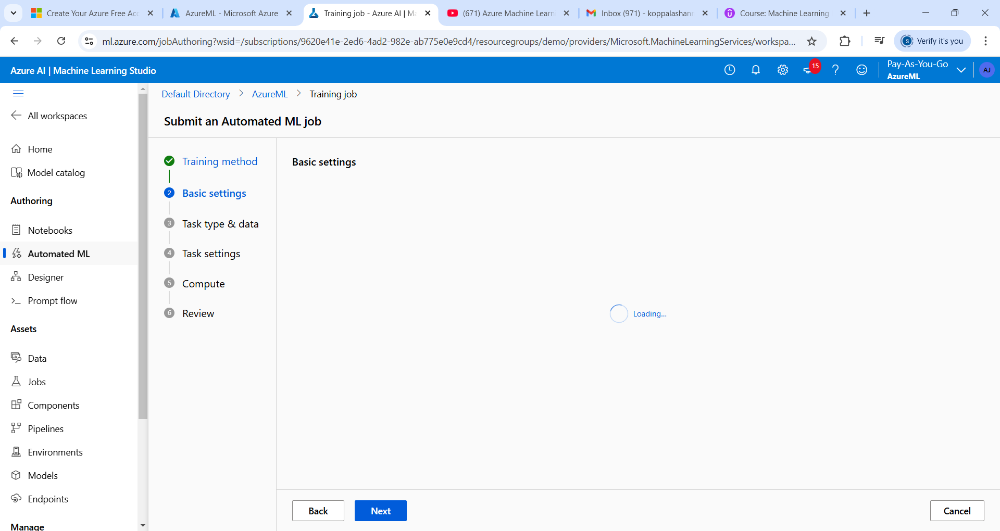 Create Your Azure Free Acc
AzureML - Microsoft Azure
Training job - Azure AI | Ma
(671) Azure Machine Learn
Inbox (971) - koppalashann
Course: Machine Learning
ml.azure.com/jobAuthoring?wsid=/subscriptions/9620e41e-2ed6-4ad2-982e-ab775e0e9cd4/resourcegroups/demo/providers/Microsoft.MachineLearningServices/workspa...
S
Verify it's you
Azure AI | Machine Learning Studio
15
Pay-As-You-Go
AzureML
AJ
All workspaces
Home
Model catalog
Authoring
Notebooks
Automated ML
Designer
Prompt flow
Assets
Data
Jobs
Components
Pipelines
Environments
Models
Endpoints
Manage
Default Directory > AzureML > Training job
Submit an Automated ML job
Training method
2 Basic settings
3 Task type & data
4 Task settings
5 Compute
6 Review
Basic settings
Loading...
Back
Next
Cancel